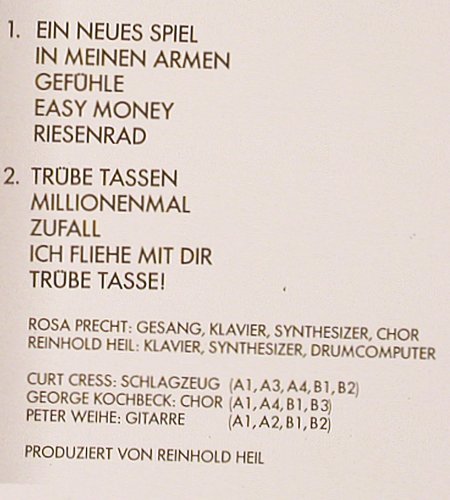 1. EIN NEUES SPIEL
IN MEINEN ARMEN
GEFÜHLE
EASY MONEY
RIESENRAD
2. TRÜBE TASSEN
MILLIONENMAL
ZUFALL
ICH FLIEHE MIT DIR
TRÜBE TASSE!
ROSA PRECHT: GESANG, KLAVIER, SYNTHESIZER, CHOR
REINHOLD HEIL: KLAVIER, SYNTHESIZER, DRUMCOMPUTER
CURT CRESS: SCHLAGZEUG (A1, A3, A4, B1, B2)
GEORGE KOCHBECK: CHOR (A1, A4, B1, B3)
PETER WEIHE: GITARRE (A1, A2, B1, B2)
PRODUZIERT VON REINHOLD HEIL